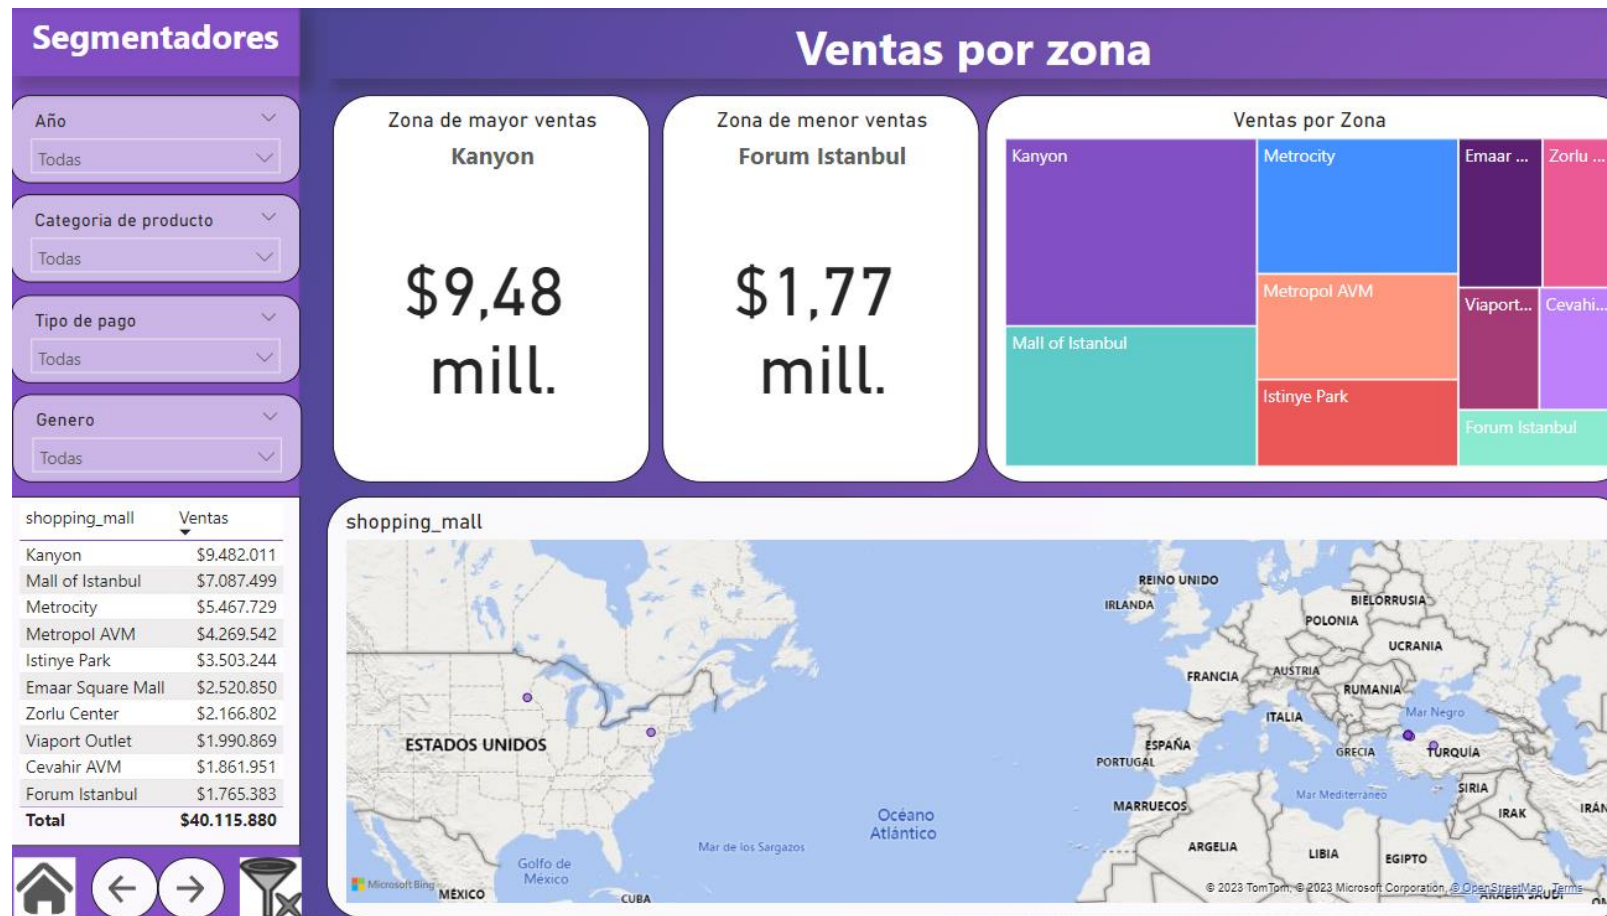 Segmentadores
Ventas por zona
Año
Todas
Categoria de producto
Todas
Tipo de pago
Todas
Genero
Todas
Zona de mayor ventas
Kanyon
$9,48
mill.
Zona de menor ventas
Forum Istanbul
$1,77
mill.
Ventas por Zona
Kanyon
Mall of Istanbul
Metrocity
Metropol AVM
Istinye Park
Emaar ...
Zorlu ...
Viaport...
Cevahi...
Forum Istanbul
shopping_mall Ventas
Kanyon $9.482.011
Mall of Istanbul $7.087.499
Metrocity $5.467.729
Metropol AVM $4.269.542
Istinye Park $3.503.244
Emaar Square Mall $2.520.850
Zorlu Center $2.166.802
Viaport Outlet $1.990.869
Cevahir AVM $1.861.951
Forum Istanbul $1.765.383
Total $40.115.880
shopping_mall
REINO UNIDO
IRLANDA
BIELORRUSIA
POLONIA
UCRANIA
FRANCIA
AUSTRIA
RUMANIA
ITALIA
Mar Negro
ESTADOS UNIDOS
ESPAÑA
PORTUGAL
GRECIA
TURQUÍA
Mar Mediterráneo
SIRIA
IRAK
IRÁN
MARRUECOS
Océano
Atlántico
Mar de los Sargazos
ARGELIA
LIBIA
EGIPTO
Golfo de
México
MÉXICO
CUBA
ARABIA SAUDÍ
Microsoft Bing
© 2023 TomTom, © 2023 Microsoft Corporation, © OpenStreetMap, Terms